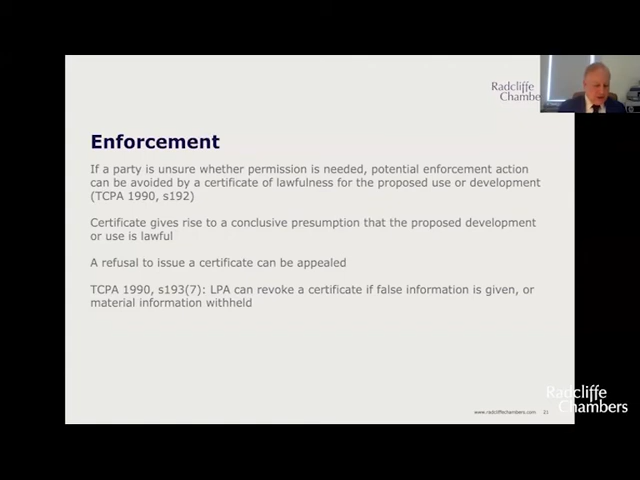 Radcliffe
Chambe
Enforcement
If a party is unsure whether permission is needed, potential enforcement action
can be avoided by a certificate of lawfulness for the proposed use or development
(TCPA 1990, s192)
Certificate gives rise to a conclusive presumption that the proposed development
or use is lawful
A refusal to issue a certificate can be appealed
TCPA 1990, s193(7): LPA can revoke a certificate if false information is given, or
material information withheld
Radcliffe
Chambers
www.radcliffechambers.com 21